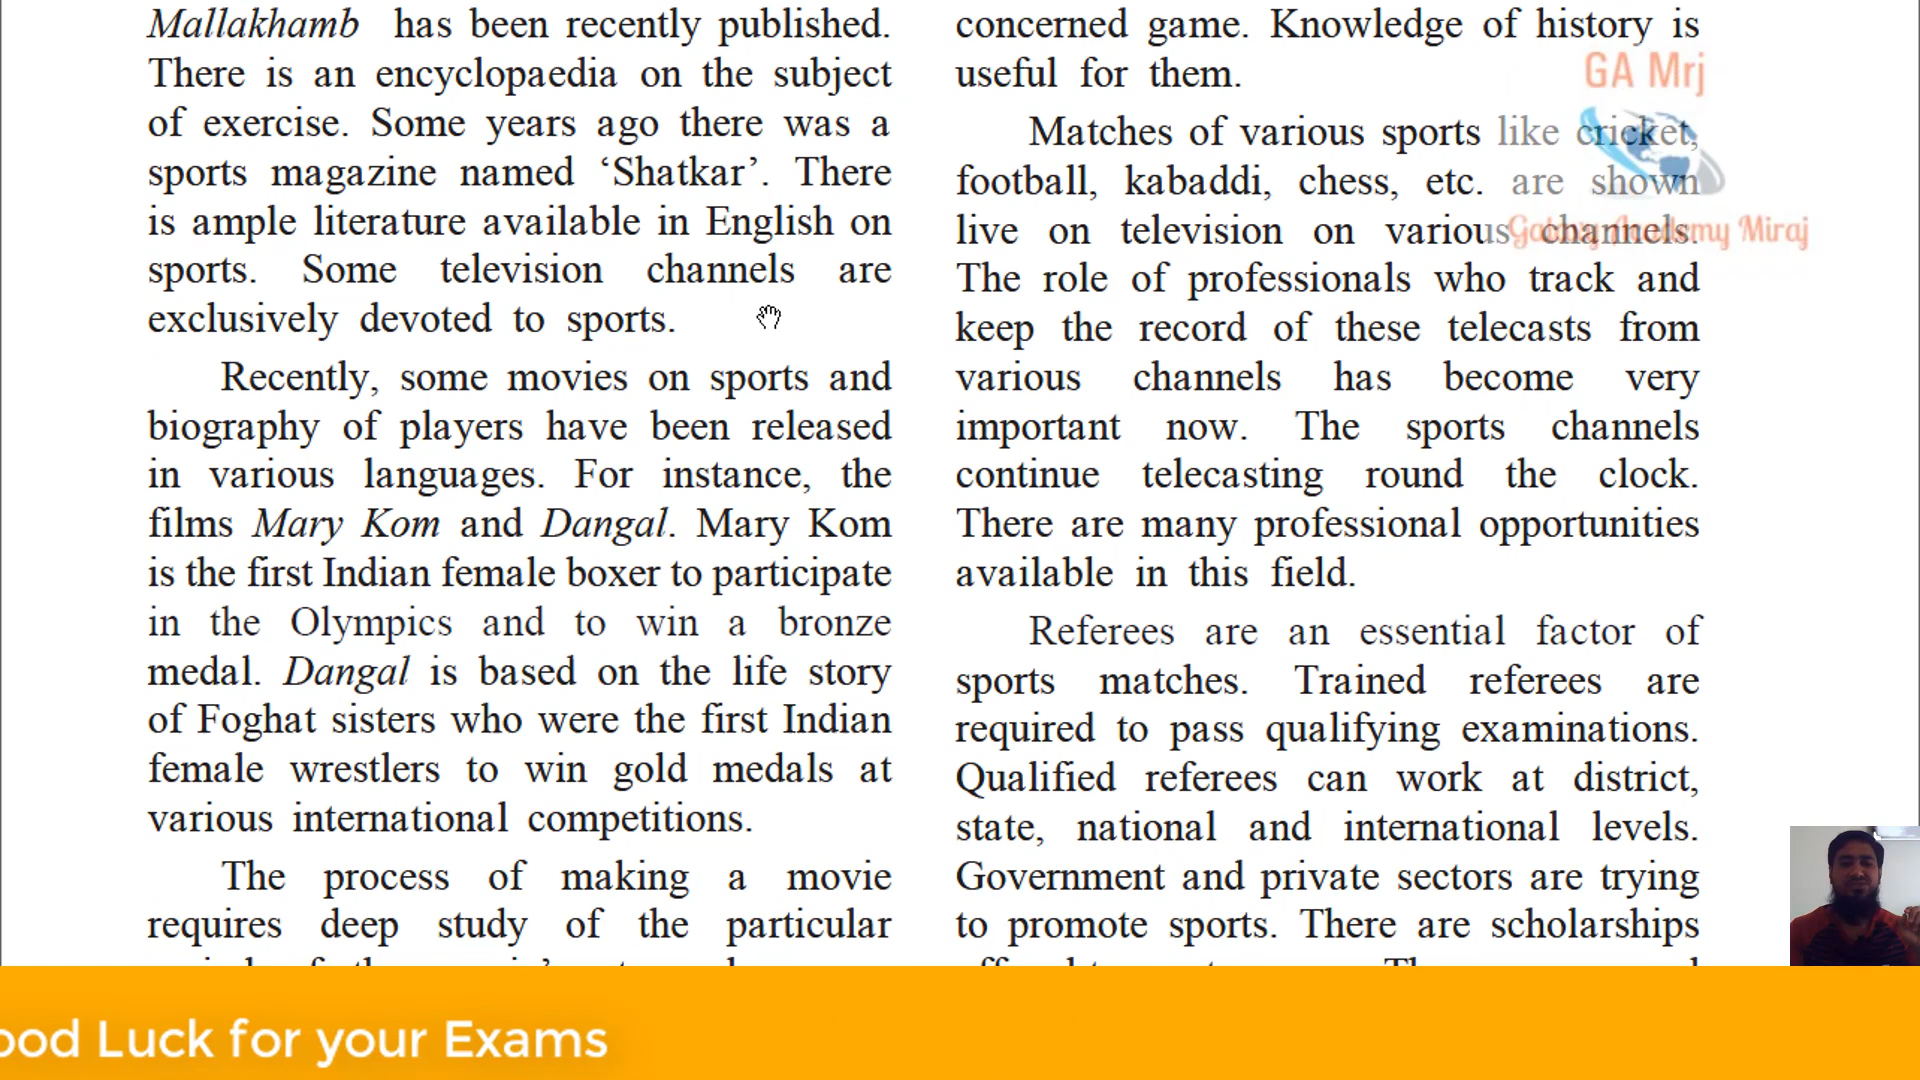 Mallakhamb has been recently published.
There is an encyclopaedia on the subject
of exercise. Some years ago there was a
sports magazine named ‘Shatkar’. There
is ample literature available in English on
sports. Some television channels are
exclusively devoted to sports.
Recently, some movies on sports and
biography of players have been released
in various languages. For instance, the
films Mary Kom and Dangal. Mary Kom
is the first Indian female boxer to participate
in the Olympics and to win a bronze
medal. Dangal is based on the life story
of Foghat sisters who were the first Indian
female wrestlers to win gold medals at
various international competitions.
The process of making a movie
requires deep study of the particular
concerned game. Knowledge of history is
useful for them.
Matches of various sports like cricket,
football, kabaddi, chess, etc. are shown
live on television on various channels.
The role of professionals who track and
keep the record of these telecasts from
various channels has become very
important now. The sports channels
continue telecasting round the clock.
There are many professional opportunities
available in this field.
Referees are an essential factor of
sports matches. Trained referees are
required to pass qualifying examinations.
Qualified referees can work at district,
state, national and international levels.
Government and private sectors are trying
to promote sports. There are scholarships
GA Mrj
Academy Miraj
ood Luck for your Exams